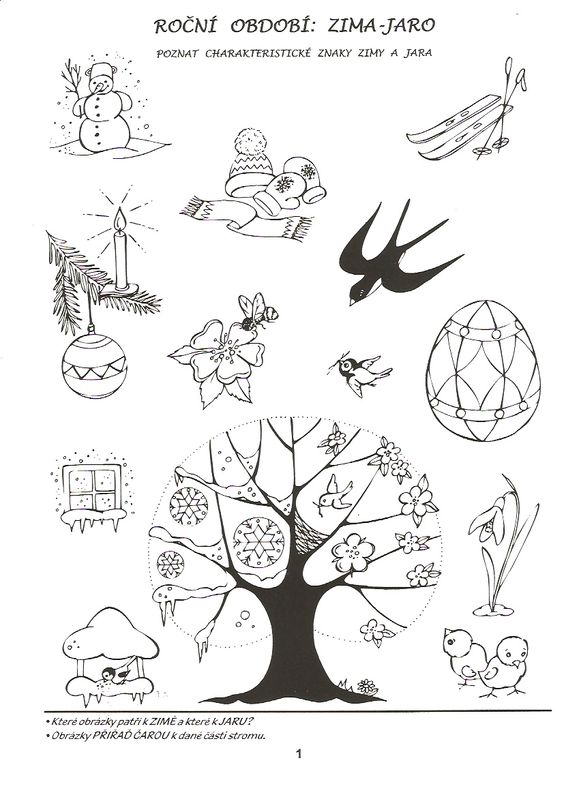 ROČNÍ OBDOBÍ: ZIMA-JARO
POZNAT CHARAKTERISTICKÉ ZNAKY ZIMY A JARA
• Které obrázky patří k ZIMĚ a které k JARU?
• Obrázky PŘIŘAĎ ČAROU k dané části stromu.
1